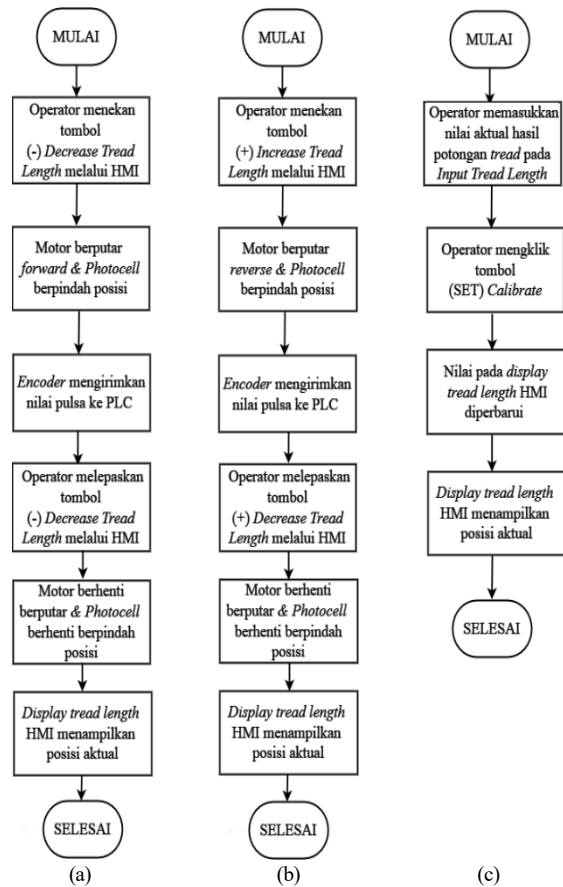 MULAI
Operator menekan
tombol
(-) Decrease Tread
Length melalui HMI
Motor berputar
forward & Photocell
berpindah posisi
Encoder mengirimkan
nilai pulsa ke PLC
Operator melepaskan
tombol
(-) Decrease Tread
Length melalui HMI
Motor berhenti
berputar & Photocell
berhenti berpindah
posisi
Display tread length
HMI menampilkan
posisi aktual
SELESAI
(a)
MULAI
Operator menekan
tombol
(+) Increase Tread
Length melalui HMI
Motor berputar
reverse & Photocell
berpindah posisi
Encoder mengirimkan
nilai pulsa ke PLC
Operator melepaskan
tombol
(+) Decrease Tread
Length melalui HMI
Motor berhenti
berputar & Photocell
berhenti berpindah
posisi
Display tread length
HMI menampilkan
posisi aktual
SELESAI
(b)
MULAI
Operator memasukkan
nilai aktual hasil
potongan tread pada
Input Tread Length
Operator mengklik
tombol
(SET) Calibrate
Nilai pada display
tread length HMI
diperbarui
Display tread length
HMI menampilkan
posisi aktual
SELESAI
(c)